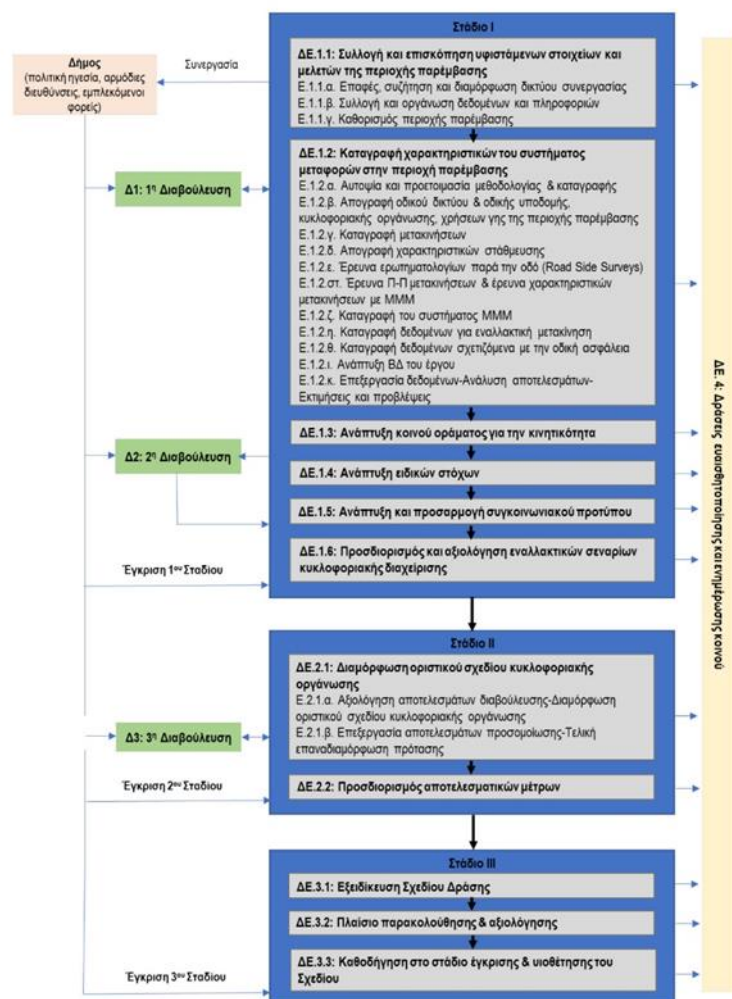 Στάδιο Ι
Δήμος
(πολιτική ηγεσία, αρμόδιες
διευθύνσεις, εμπλεκόμενοι
φορείς)
Συνεργασία
ΔΕ.1.1: Συλλογή και επισκόπηση υφιστάμενων στοιχείων και
μελετών της περιοχής παρέμβασης
Ε.1.1.α. Επαφές, συζήτηση και διαμόρφωση δικτύου συνεργασίας
Ε.1.1.β. Συλλογή και οργάνωση δεδομένων και πληροφοριών
Ε.1.1.γ. Καθορισμός περιοχής παρέμβασης
Δ1: 1η Διαβούλευση
ΔΕ.1.2: Καταγραφή χαρακτηριστικών του συστήματος
μεταφορών στην περιοχή παρέμβασης
Ε.1.2.α. Αυτοψία και προετοιμασία μεθοδολογίας & καταγραφής
Ε.1.2.β. Απογραφή οδικού δικτύου & οδικής υποδομής,
κυκλοφοριακής οργάνωσης, χρήσεων γης της περιοχής παρέμβασης
Ε.1.2.γ. Καταγραφή μετακινήσεων
Ε.1.2.δ. Απογραφή χαρακτηριστικών στάθμευσης
Ε.1.2.ε. Έρευνα ερωτηματολογίων παρά την οδό (Road Side Surveys)
Ε.1.2.στ. Έρευνα Π-Π μετακινήσεων & έρευνα χαρακτηριστικών
μετακινήσεων με ΜΜΜ
Ε.1.2.ζ. Καταγραφή του συστήματος ΜΜΜ
Ε.1.2.η. Καταγραφή δεδομένων για εναλλακτική μετακίνηση
Ε.1.2.θ. Καταγραφή δεδομένων σχετιζόμενα με την οδική ασφάλεια
Ε.1.2.ι. Ανάπτυξη ΒΔ του έργου
Ε.1.2.κ. Επεξεργασία δεδομένων-Ανάλυση αποτελεσμάτων-
Εκτιμήσεις και προβλέψεις
ΔΕ.1.3: Ανάπτυξη κοινού οράματος για την κινητικότητα
Δ2: 2η Διαβούλευση
ΔΕ.1.4: Ανάπτυξη ειδικών στόχων
ΔΕ.1.5: Ανάπτυξη και προσαρμογή συγκοινωνιακού προτύπου
ΔΕ.1.6: Προσδιορισμός και αξιολόγηση εναλλακτικών σεναρίων
κυκλοφοριακής διαχείρισης
Έγκριση 1ου Σταδίου
Στάδιο ΙΙ
ΔΕ.2.1: Διαμόρφωση οριστικού σχεδίου κυκλοφοριακής
οργάνωσης
Ε.2.1.α. Αξιολόγηση αποτελεσμάτων διαβούλευσης-Διαμόρφωση
οριστικού σχεδίου κυκλοφοριακής οργάνωσης
Ε.2.1.β. Επεξεργασία αποτελεσμάτων προσομοίωσης-Τελική
επαναδιαμόρφωση πρότασης
Δ3: 3η Διαβούλευση
ΔΕ.2.2: Προσδιορισμός αποτελεσματικών μέτρων
Έγκριση 2ου Σταδίου
Στάδιο ΙΙΙ
ΔΕ.3.1: Εξειδίκευση Σχεδίου Δράσης
ΔΕ.3.2: Πλαίσιο παρακολούθησης & αξιολόγησης
ΔΕ.3.3: Καθοδήγηση στο στάδιο έγκρισης & υιοθέτησης του
Σχεδίου
Έγκριση 3ου Σταδίου
ΔΕ.4: Δράσεις ευαισθητοποίησης και ενημέρωσης κοινού